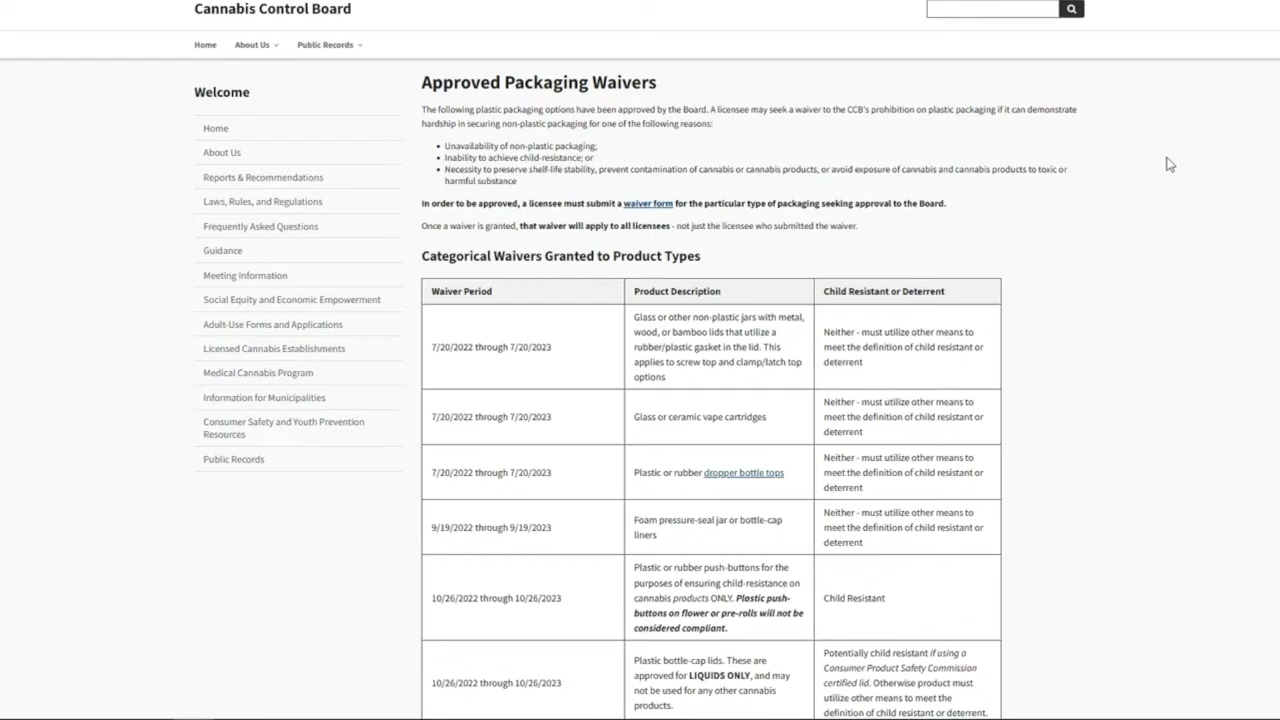 Cannabis Control Board
Home
About Us
Public Records
Welcome
Home
About Us
Reports & Recommendations
Laws, Rules, and Regulations
Frequently Asked Questions
Guidance
Meeting Information
Social Equity and Economic Empowerment
Adult-Use Forms and Applications
Licensed Cannabis Establishments
Medical Cannabis Program
Information for Municipalities
Consumer Safety and Youth Prevention
Resources
Public Records
Approved Packaging Waivers
The following plastic packaging options have been approved by the Board. A licensee may seek a waiver to the CCB's prohibition on plastic packaging if it can demonstrate
hardship in securing non-plastic packaging for one of the following reasons:
• Unavailability of non-plastic packaging;
• Inability to achieve child-resistance; or
• Necessity to preserve shelf-life stability, prevent contamination of cannabis or cannabis products, or avoid exposure of cannabis and cannabis products to toxic or
harmful substance
In order to be approved, a licensee must submit a waiver form for the particular type of packaging seeking approval to the Board.
Once a waiver is granted, that waiver will apply to all licensees - not just the licensee who submitted the waiver.
Categorical Waivers Granted to Product Types
Waiver Period
Product Description
Child Resistant or Deterrent
7/20/2022 through 7/20/2023
Glass or other non-plastic jars with metal,
wood, or bamboo lids that utilize a
rubber/plastic gasket in the lid. This
applies to screw top and clamp/latch top
options
Neither - must utilize other means to
meet the definition of child resistant or
deterrent
7/20/2022 through 7/20/2023
Glass or ceramic vape cartridges
Neither - must utilize other means to
meet the definition of child resistant or
deterrent
7/20/2022 through 7/20/2023
Plastic or rubber dropper bottle tops
Neither - must utilize other means to
meet the definition of child resistant or
deterrent
9/19/2022 through 9/19/2023
Foam pressure-seal jar or bottle-cap
liners
Neither - must utilize other means to
meet the definition of child resistant or
deterrent
10/26/2022 through 10/26/2023
Plastic or rubber push-buttons for the
purposes of ensuring child-resistance on
cannabis products ONLY. Plastic push-
buttons on flower or pre-rolls will not be
considered compliant.
Child Resistant
10/26/2022 through 10/26/2023
Plastic bottle-cap lids. These are
approved for LIQUIDS ONLY, and may
not be used for any other cannabis
products.
Potentially child resistant if using a
Consumer Product Safety Commission
certified lid. Otherwise product must
utilize other means to meet the
definition of child resistant or deterrent.